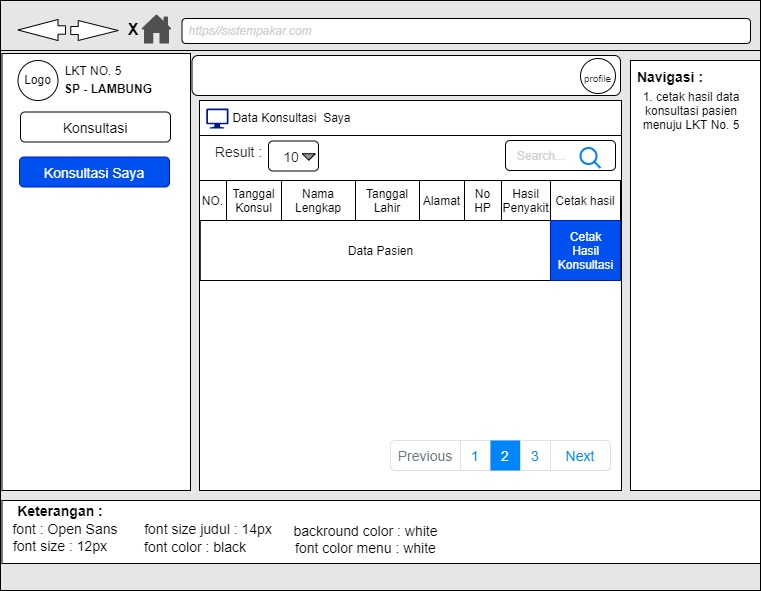 X
https//sistempakar.com
Logo
LKT NO. 5
SP - LAMBUNG
Konsultasi
Konsultasi Saya
profile
Data Konsultasi  Saya
Result :
10
Search...
NO.
Tanggal
Konsul
Nama
Lengkap
Tanggal
Lahir
Alamat
No
HP
Hasil
Penyakit
Cetak hasil
Data Pasien
Cetak
Hasil
Konsultasi
Previous
1
2
3
Next
Navigasi :
1. cetak hasil data
konsultasi pasien
menuju LKT No. 5
Keterangan :
font : Open Sans
font size : 12px
font size judul : 14px
font color : black
backround color : white
font color menu : white